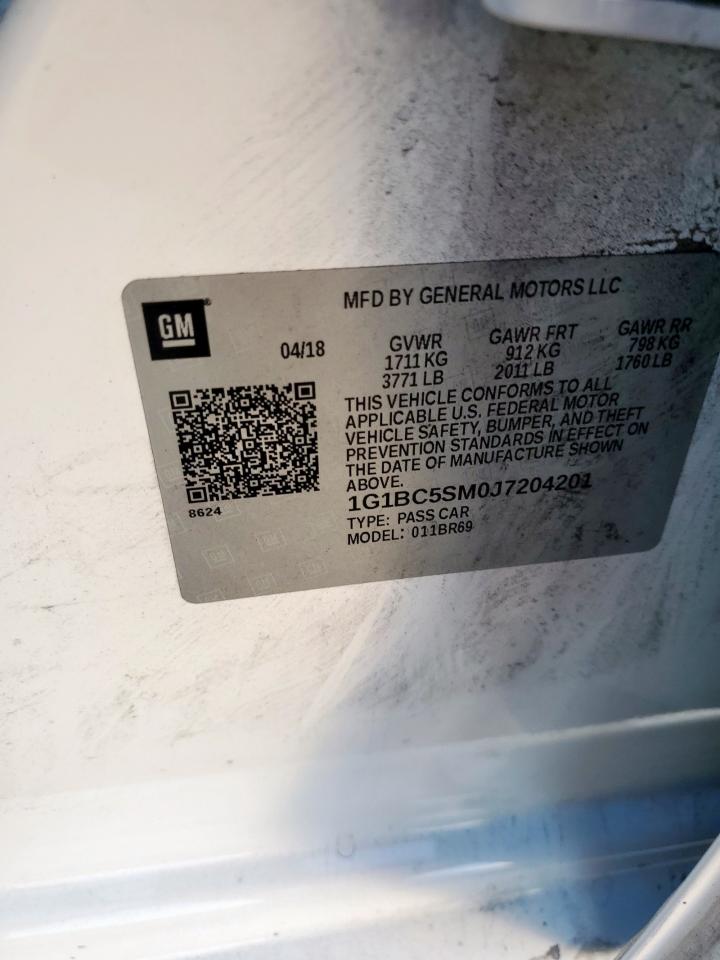 GM
MFD BY GENERAL MOTORS LLC
04/18
GVWR
1711 KG
3771 LB
GAWR FRT
912 KG
2011 LB
GAWR RR
798 KG
1760 LB
THIS VEHICLE CONFORMS TO ALL
APPLICABLE U.S. FEDERAL MOTOR
VEHICLE SAFETY, BUMPER, AND THEFT
PREVENTION STANDARDS IN EFFECT ON
THE DATE OF MANUFACTURE SHOWN
ABOVE.
1G1BC5SM0J7204201
TYPE: PASS CAR
MODEL: 011BR69
8624